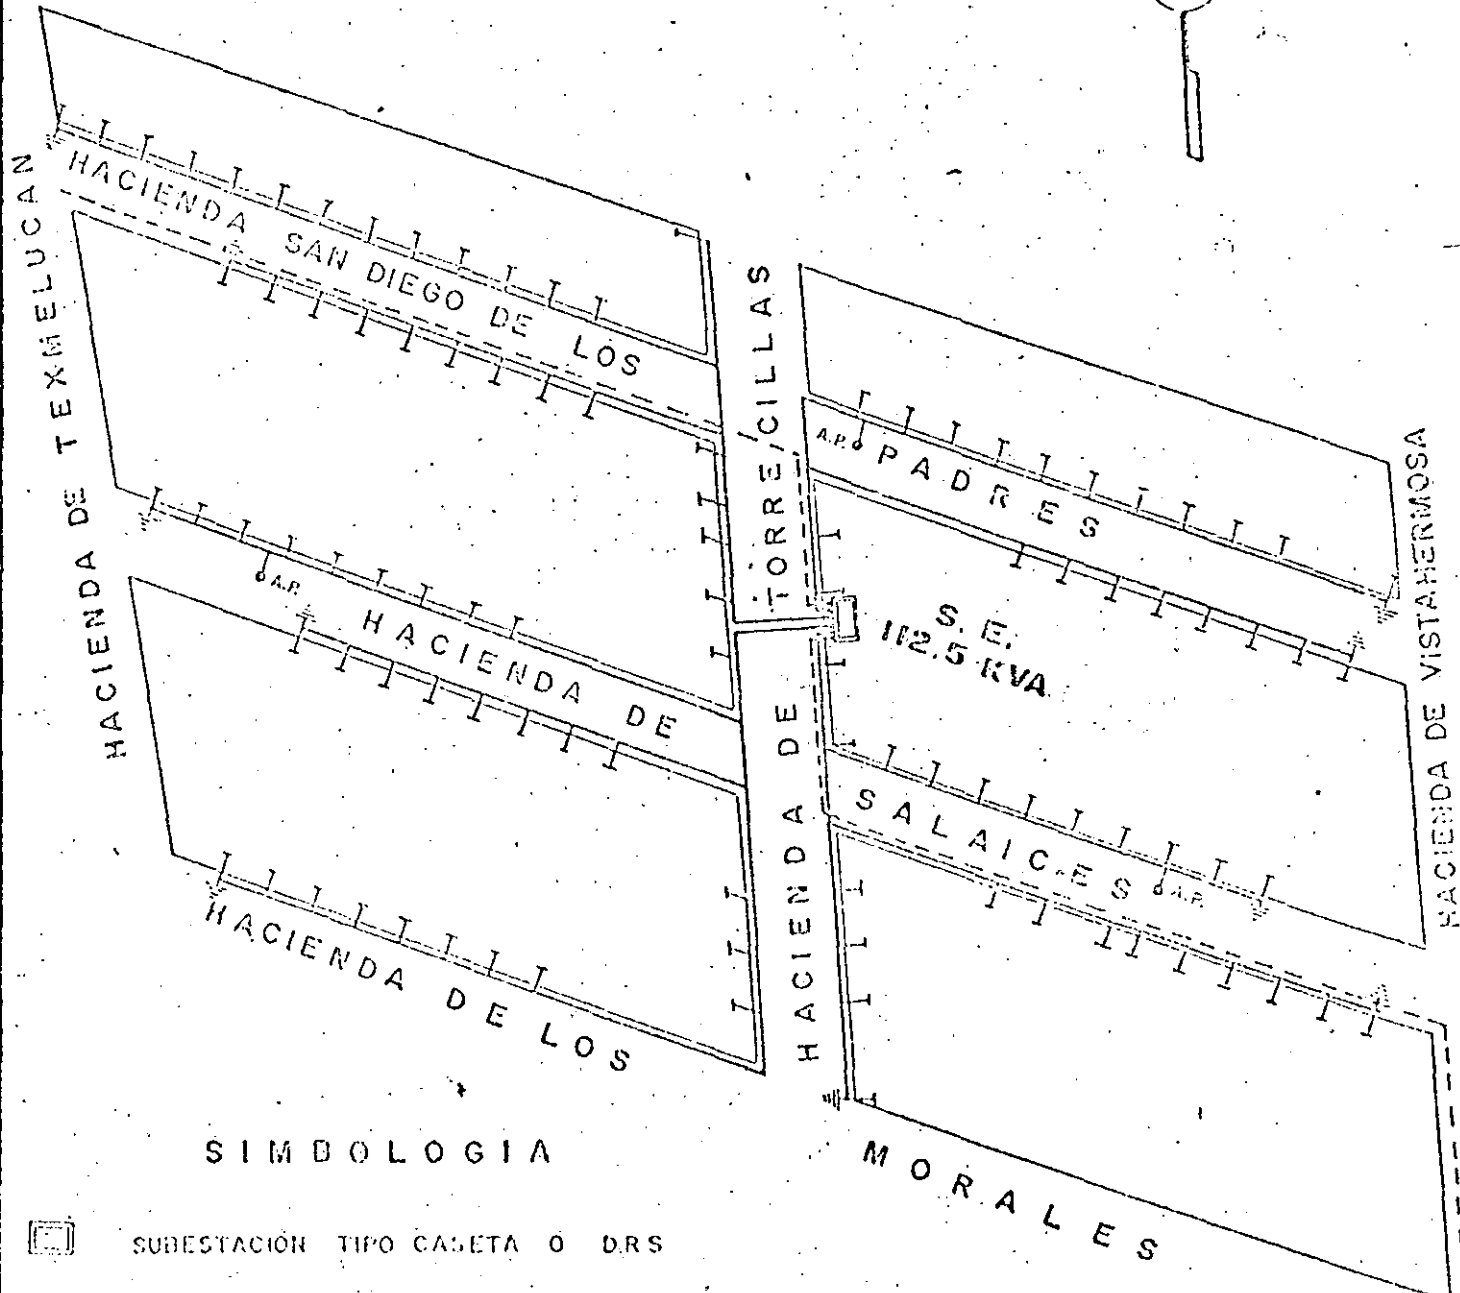 HACIENDA DE TEXMELUCAN
HACIENDA SAN DIEGO DE LOS
PADRES
A.P.
HACIENDA DE TORRECILLAS
HACIENDA DE VISTAHERMOSA
S. E.
112.5 KVA
A.P.
HACIENDA DE
SALAICES
A.P.
HACIENDA DE LOS
MORALES
SIMBOLOGIA
SUBESTACIÓN TIPO CASETA O D.R.S